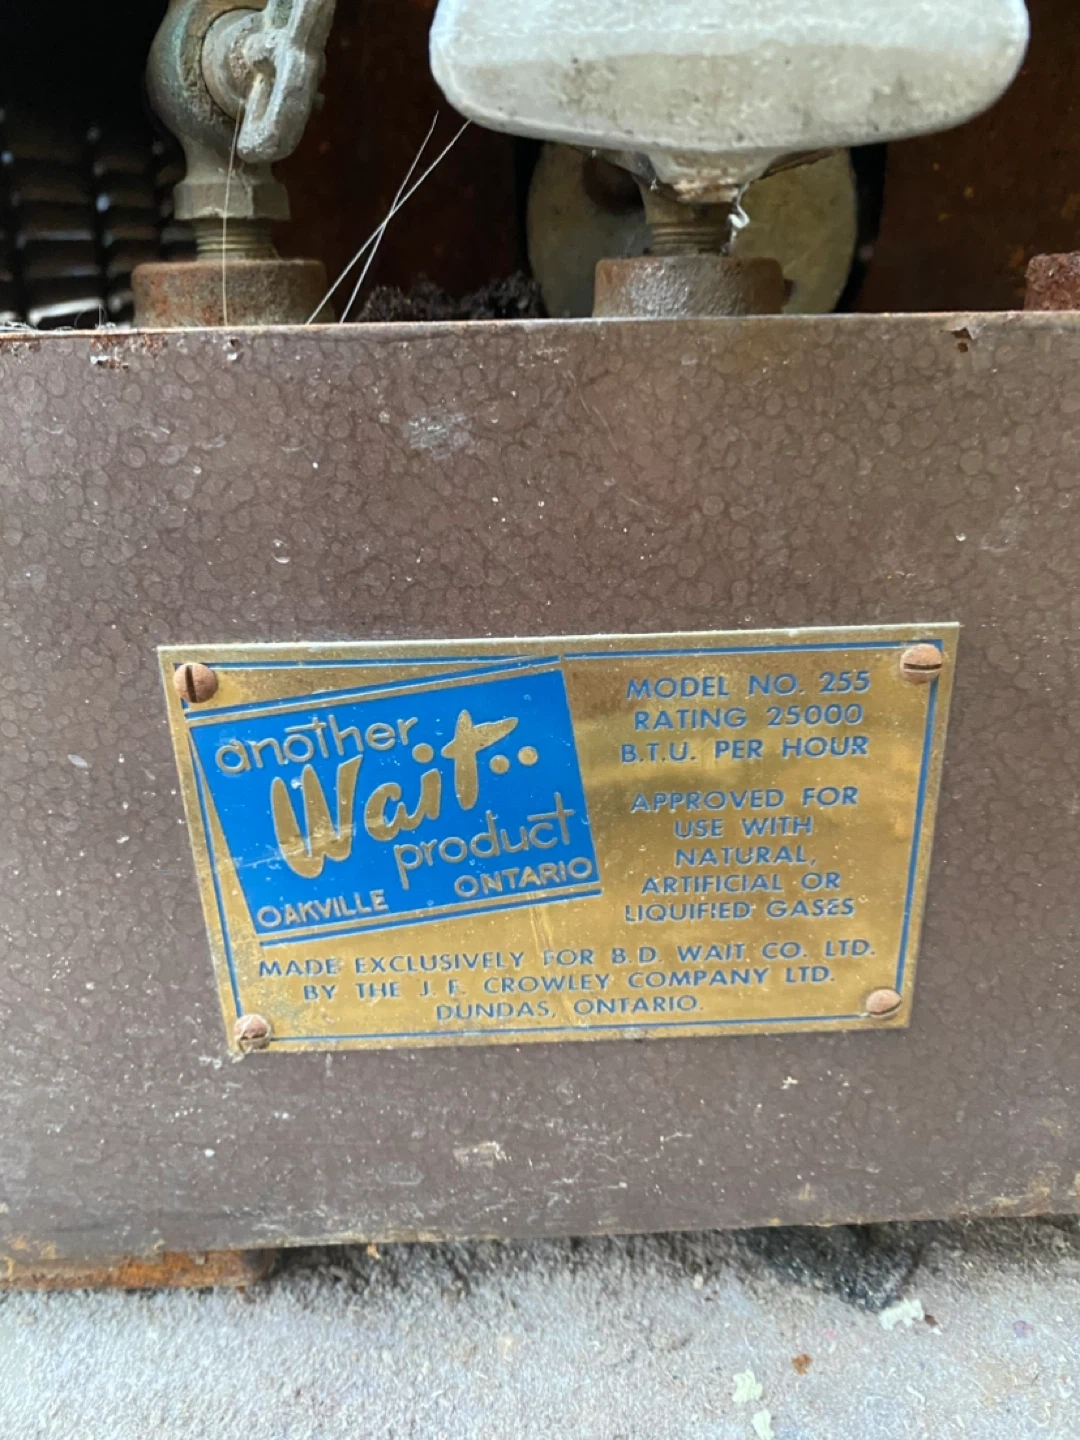 another
Wait..
product
OAKVILLE ONTARIO
MODEL NO. 255
RATING 25000
B.T.U. PER HOUR
APPROVED FOR
USE WITH
NATURAL,
ARTIFICIAL OR
LIQUIFIED GASES
MADE EXCLUSIVELY FOR B.D. WAIT CO. LTD.
BY THE J. F. CROWLEY COMPANY LTD.
DUNDAS, ONTARIO.